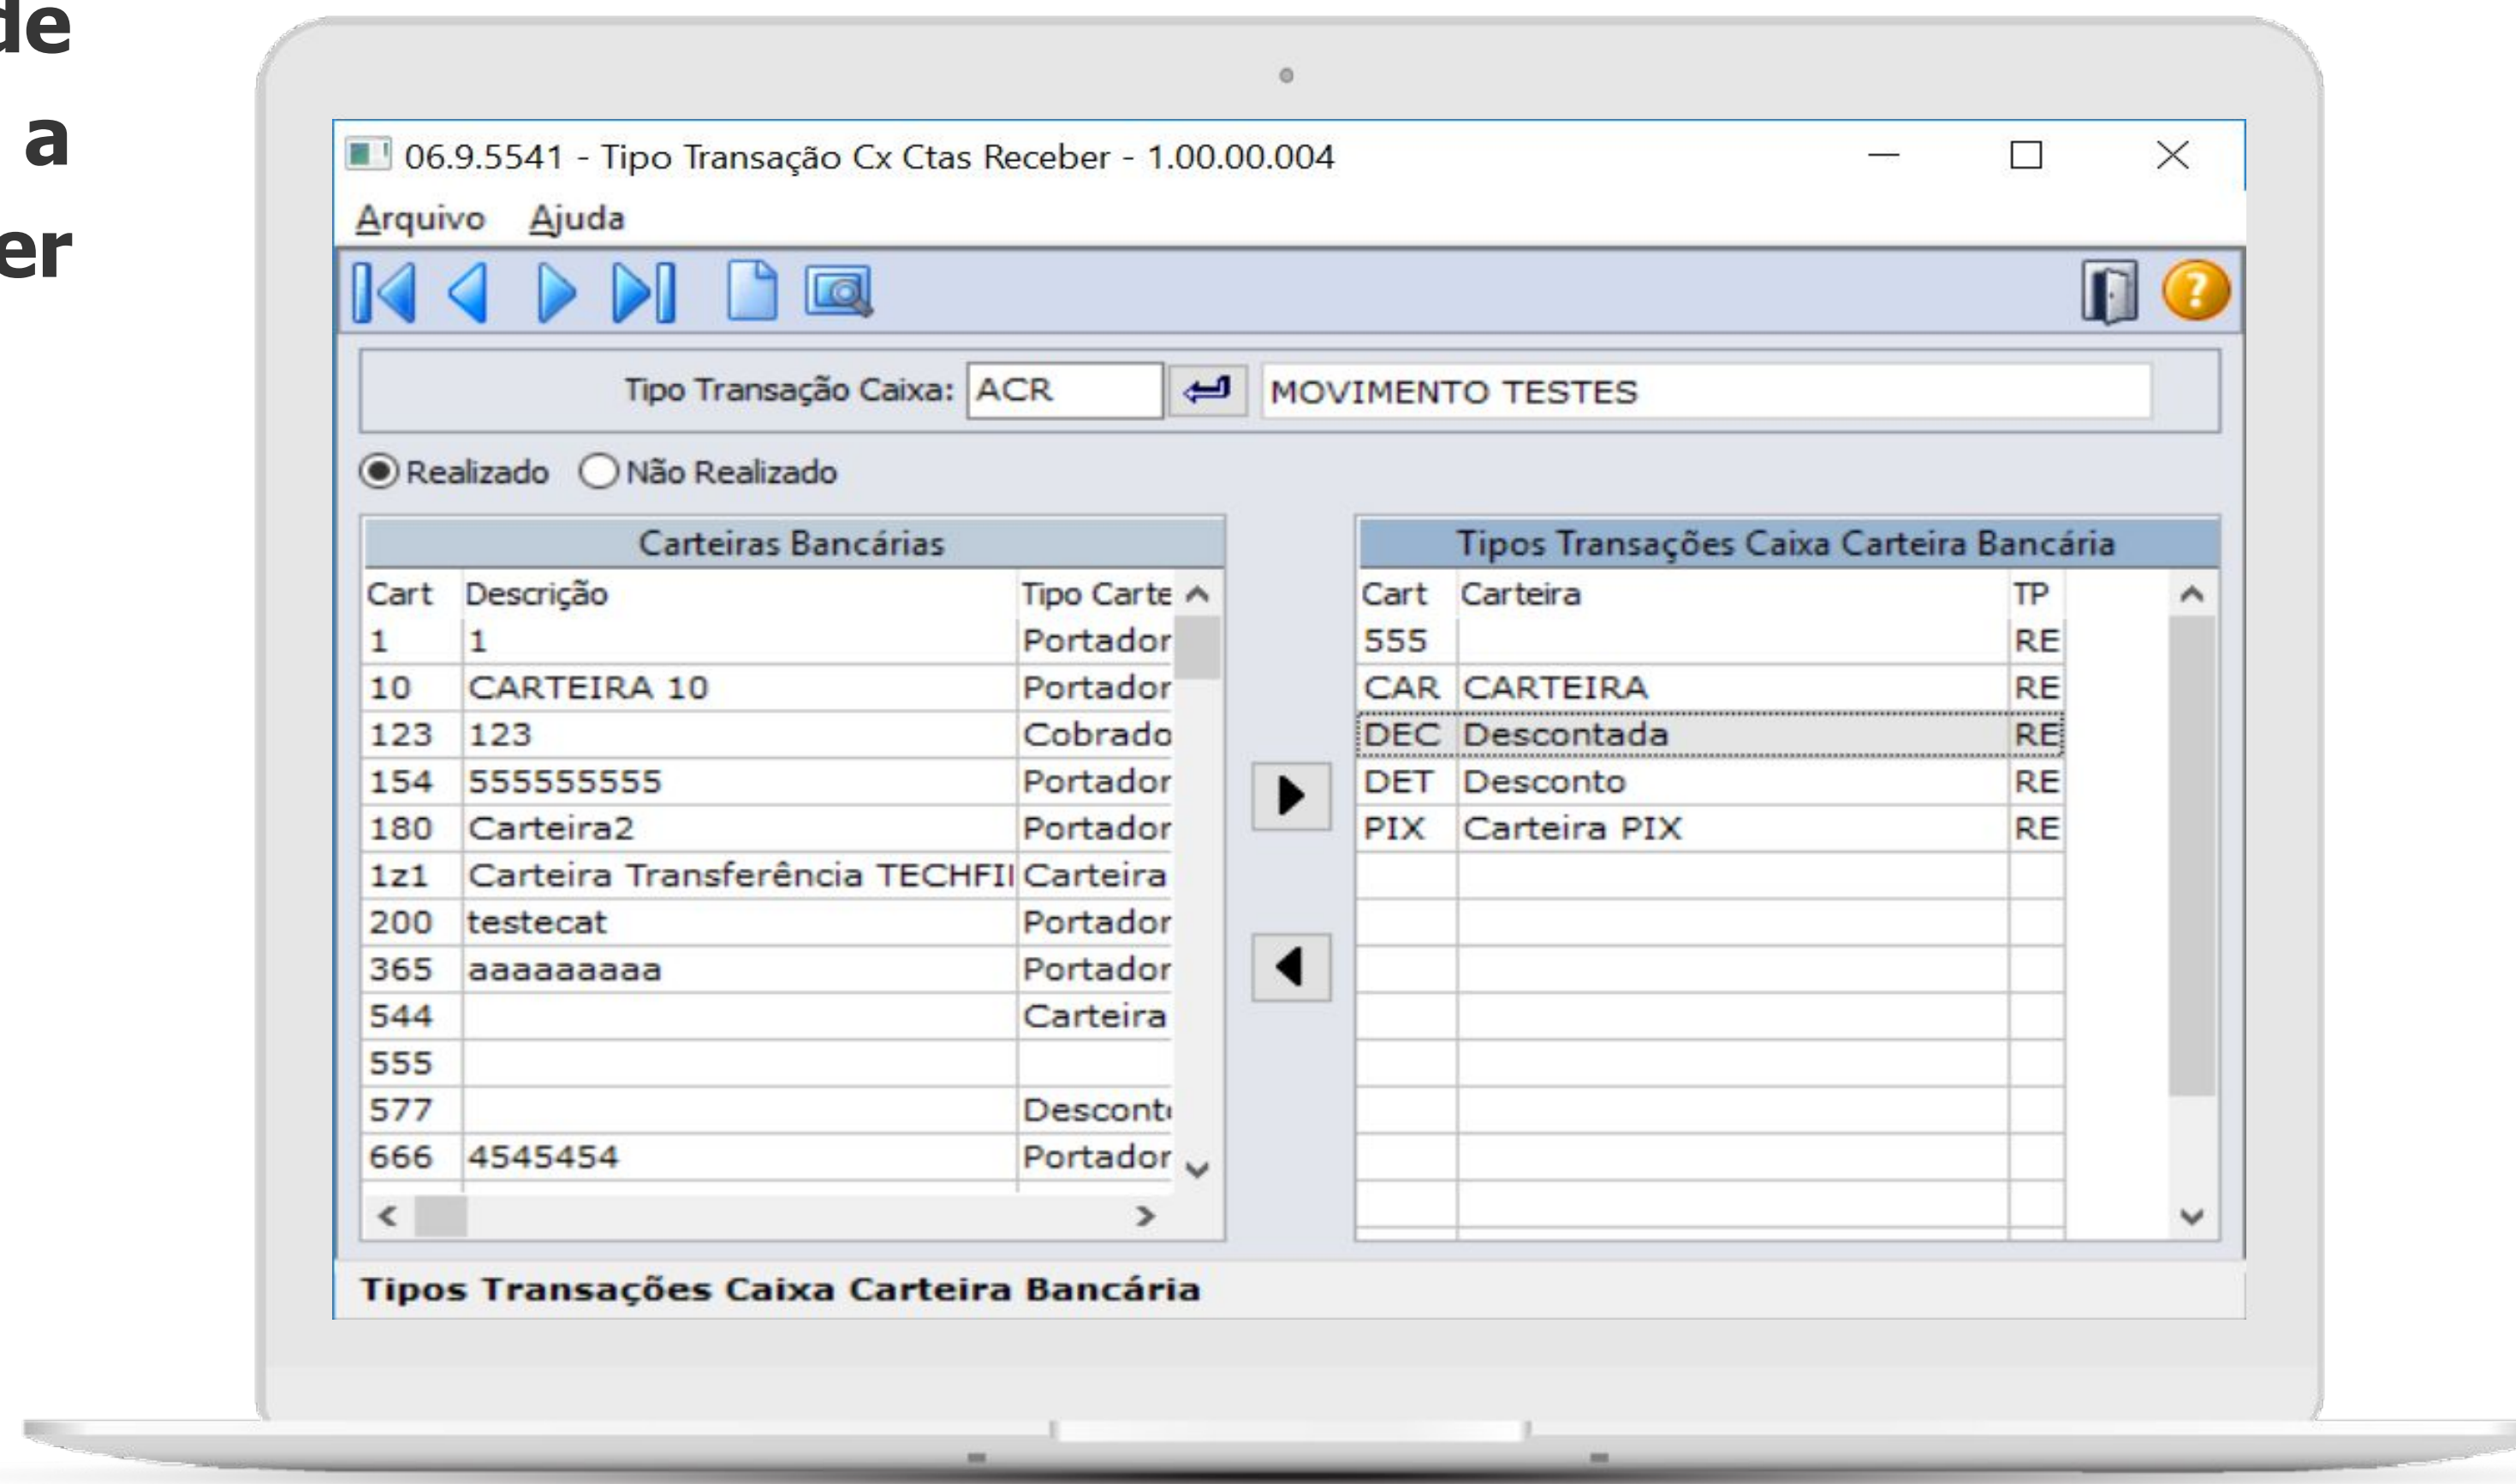 de
a
er
06.9.5541 - Tipo Transação Cx Ctas Receber - 1.00.00.004
Arquivo Ajuda
Tipo Transação Caixa: ACR MOVIMENTO TESTES
Realizado Não Realizado
Carteiras Bancárias
Cart Descrição Tipo Carte
1 1 Portador
10 CARTEIRA 10 Portador
123 123 Cobrado
154 555555555 Portador
180 Carteira2 Portador
1z1 Carteira Transferência TECHFI Carteira
200 testecat Portador
365 aaaaaaaaa Portador
544 Carteira
555
577 Descont
666 4545454 Portador
Tipos Transações Caixa Carteira Bancária
Cart Carteira TP
555 RE
CAR CARTEIRA RE
DEC Descontada RE
DET Desconto RE
PIX Carteira PIX RE
Tipos Transações Caixa Carteira Bancária